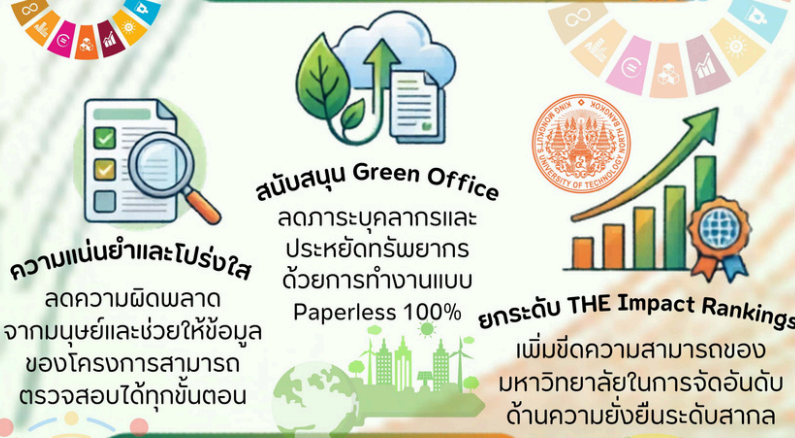 ความแม่นยำและโปร่งใส
ลดความผิดพลาด
จากมนุษย์และช่วยให้ข้อมูล
ของโครงการสามารถ
ตรวจสอบได้ทุกขั้นตอน
สนับสนุน Green Office
ลดภาระบุคลากรและ
ประหยัดทรัพยากร
ด้วยการทำงานแบบ
Paperless 100%
KING MONGKUT'S UNIVERSITY OF TECHNOLOGY NORTH BANGKOK
ยกระดับ THE Impact Rankings
เพิ่มขีดความสามารถของ
มหาวิทยาลัยในการจัดอันดับ
ด้านความยั่งยืนระดับสากล